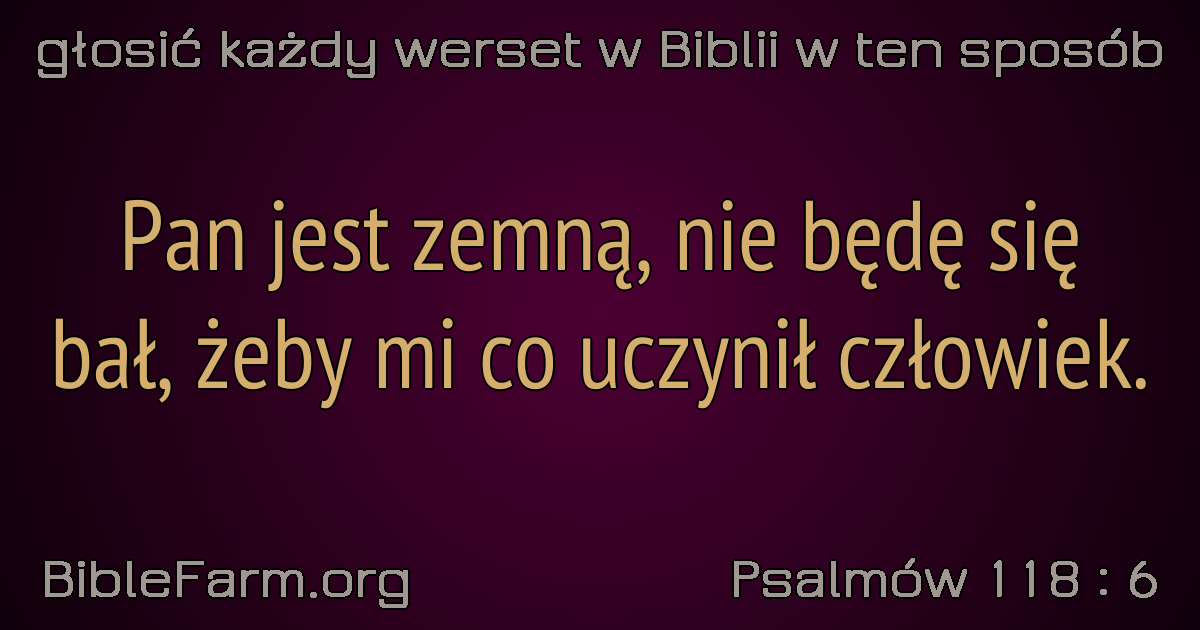 głosić każdy werset w Biblii w ten sposób
Pan jest zemną, nie będę się
bał, żeby mi co uczynił człowiek.
BibleFarm.org
Psalmów 118 : 6